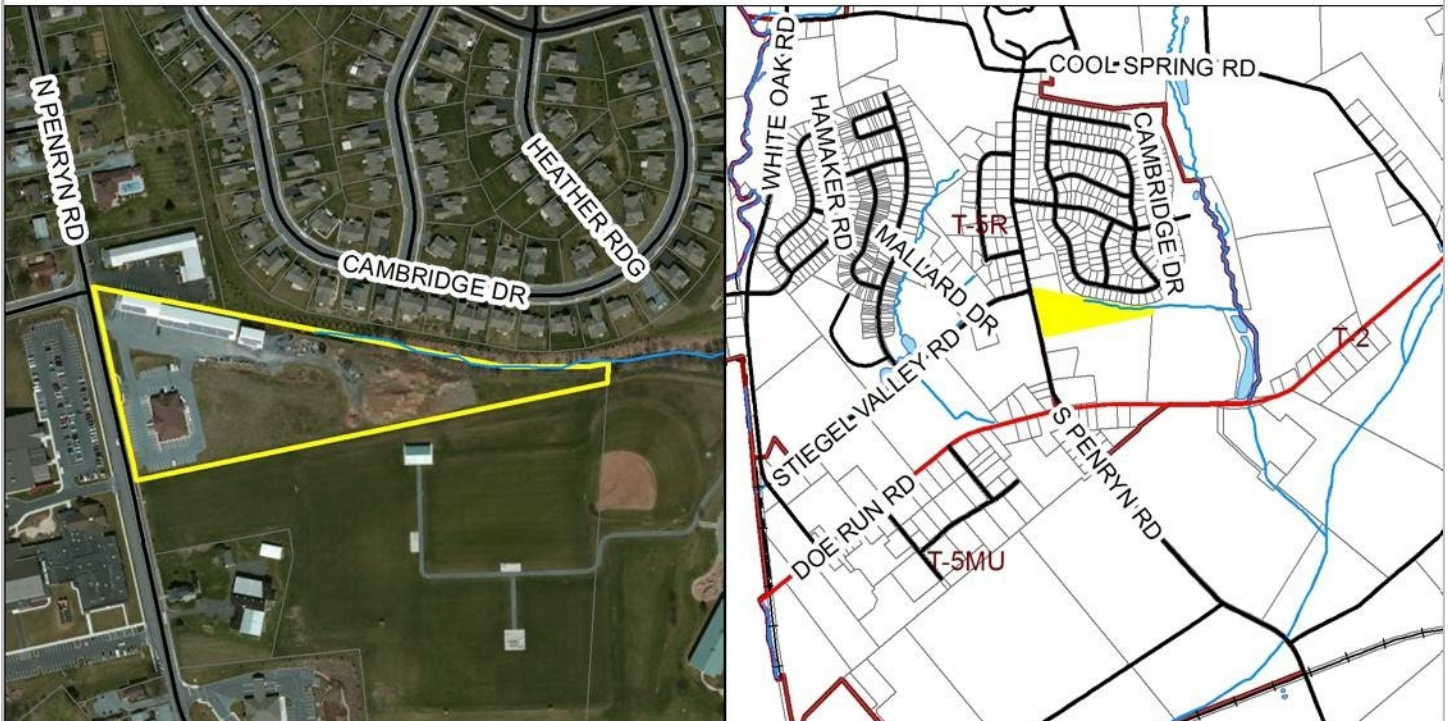 N PENRYN RD
HEATHER RDG
CAMBRIDGE DR
WHITE OAK RD
HAMAKER RD
MALLARD DR
COOL SPRING RD
CAMBRIDGE DR
T-5R
STIEGEL VALLEY RD
T-2
S PENRYN RD
DOE RUN RD
T-5MU